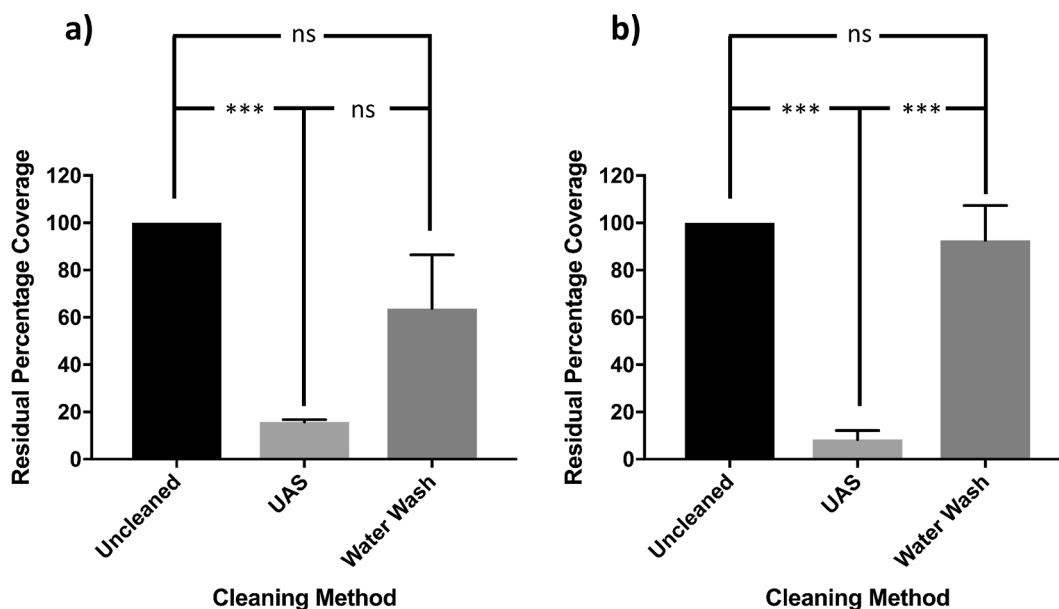 a)
ns
*** ns
120
100
80
60
40
20
0
Residual Percentage Coverage
Uncleaned
UAS
Water Wash
Cleaning Method
b)
ns
*** ***
120
100
80
60
40
20
0
Residual Percentage Coverage
Uncleaned
UAS
Water Wash
Cleaning Method